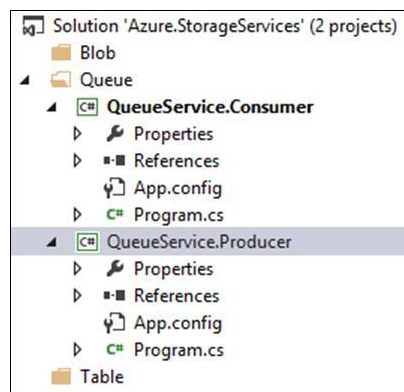 Solution 'Azure.StorageServices' (2 projects)
Blob
Queue
C# QueueService.Consumer
Properties
References
App.config
C# Program.cs
C# QueueService.Producer
Properties
References
App.config
C# Program.cs
Table